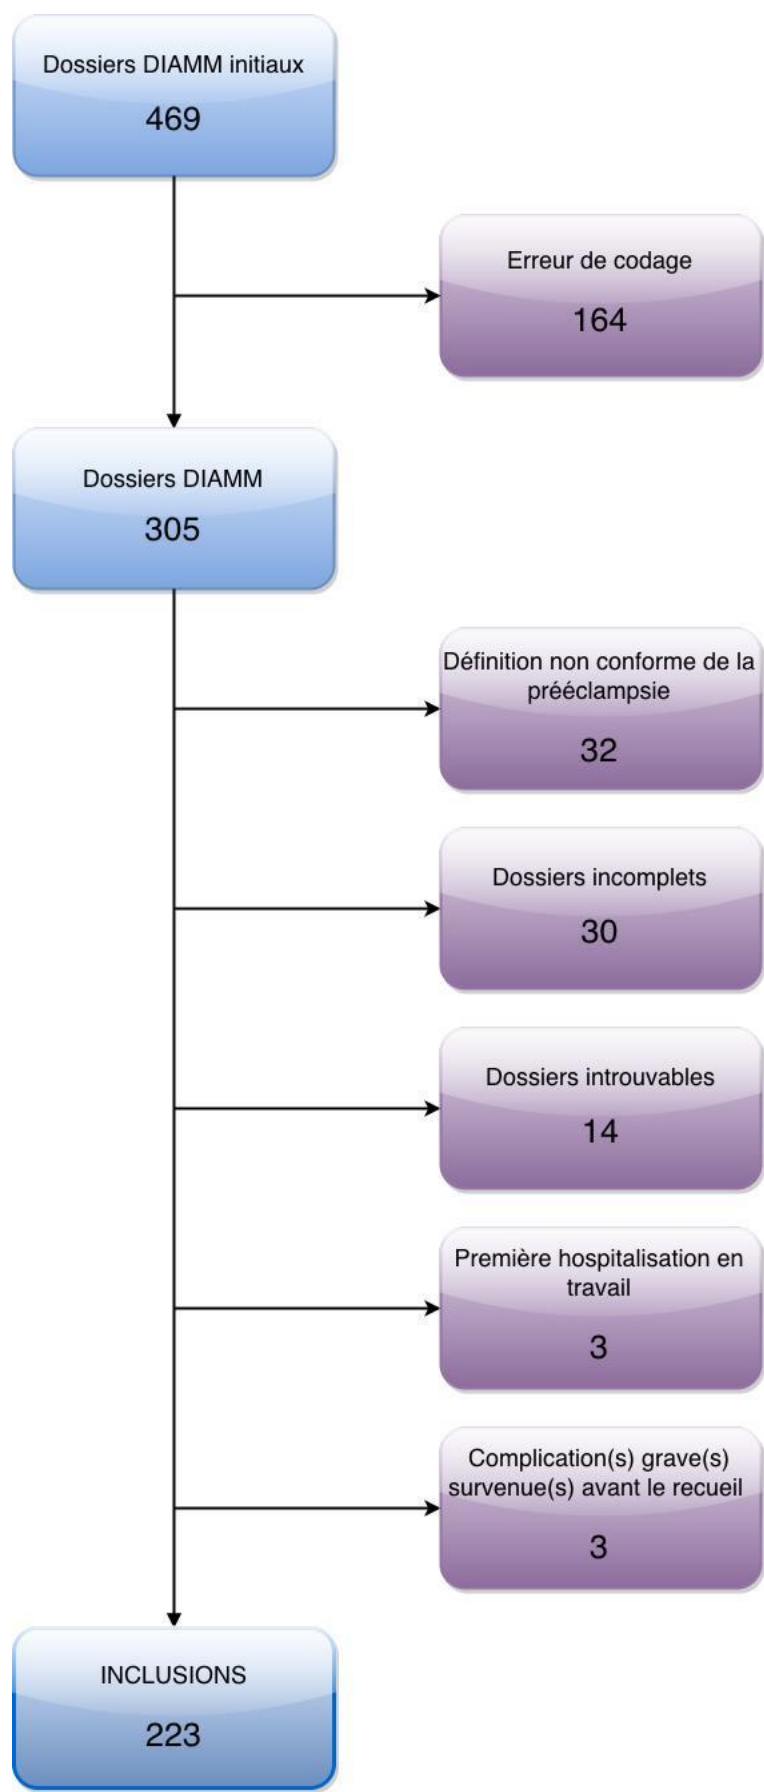 Dossiers DIAMM initiaux
469
Erreur de codage
164
Dossiers DIAMM
305
Définition non conforme de la
prééclampsie
32
Dossiers incomplets
30
Dossiers introuvables
14
Première hospitalisation en
travail
3
Complication(s) grave(s)
survenue(s) avant le recueil
3
INCLUSIONS
223